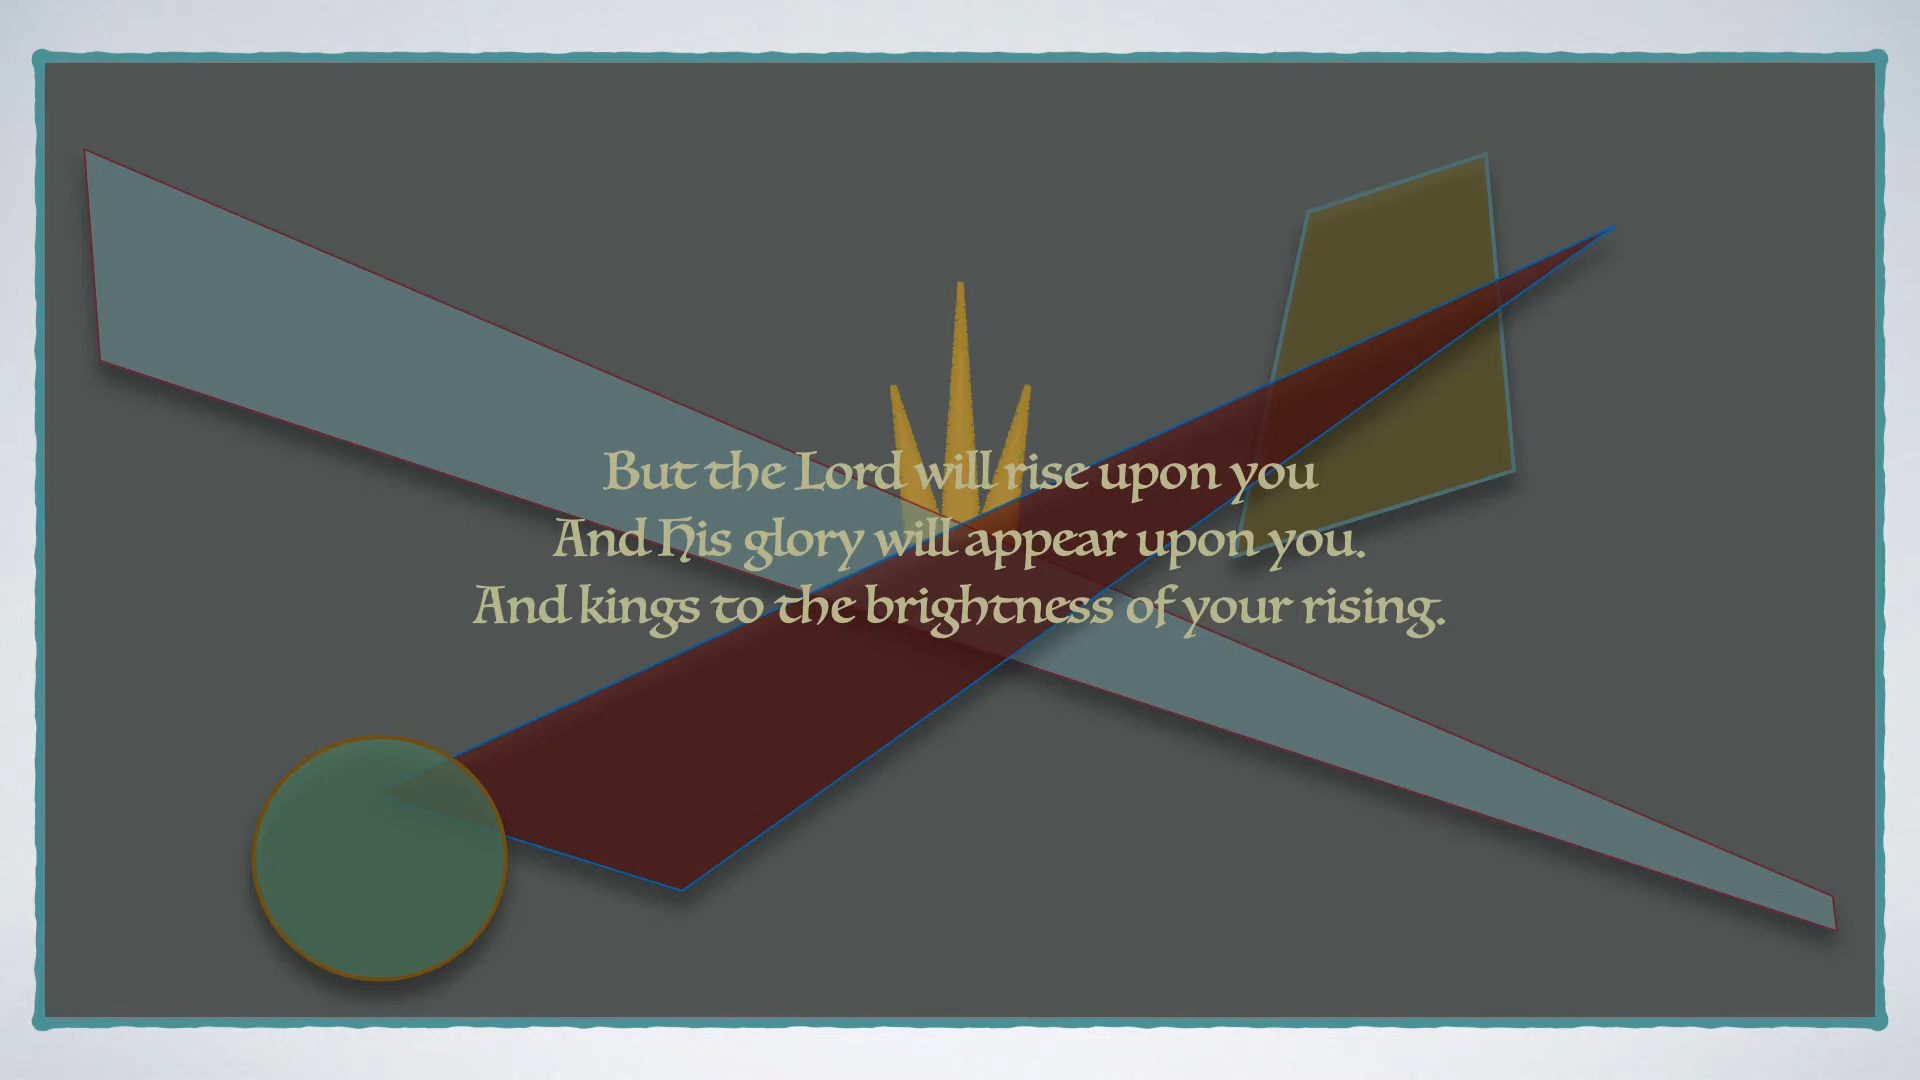 But the Lord will rise upon you
And His glory will appear upon you.
And kings to the brightness of your rising.